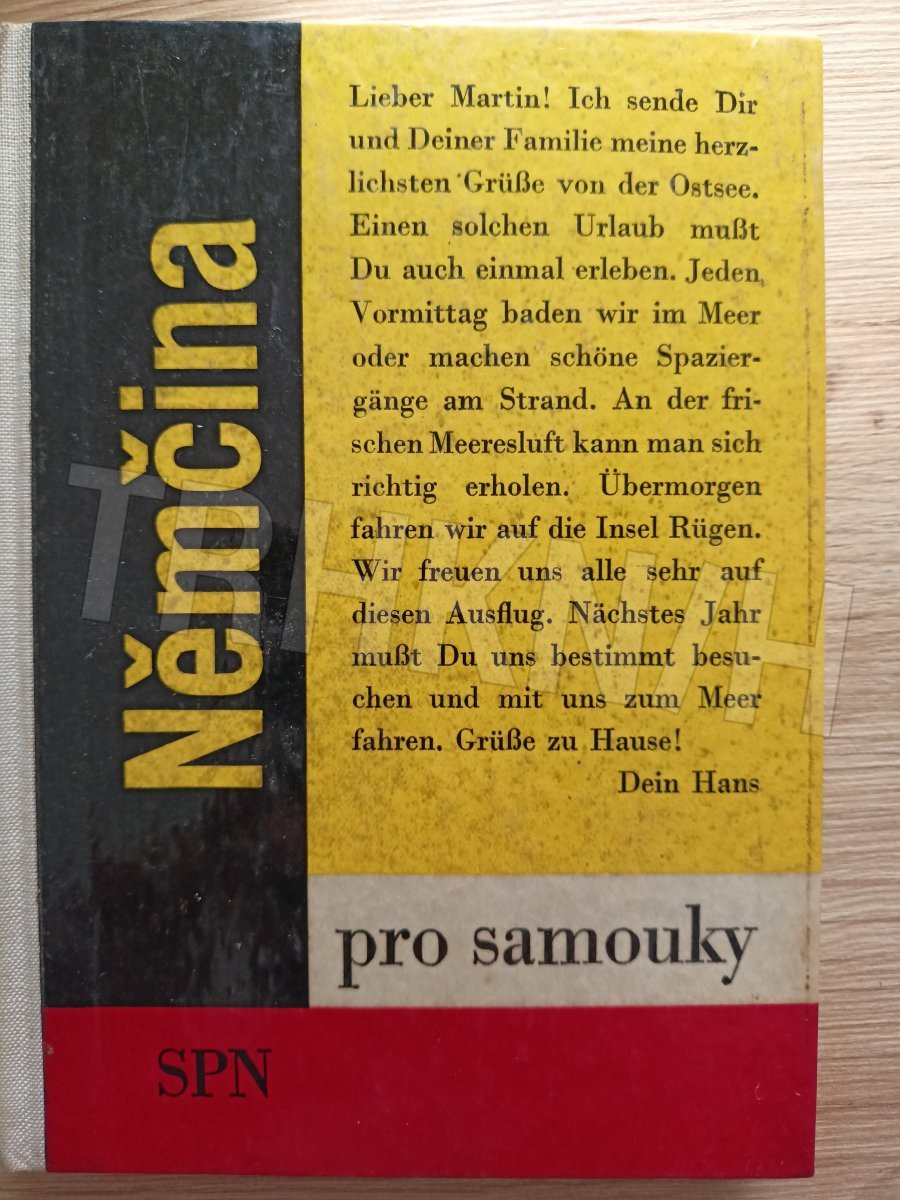 Němčina
Lieber Martin! Ich sende Dir
und Deiner Familie meine herz-
lichsten Grüße von der Ostsee.
Einen solchen Urlaub mußt
Du auch einmal erleben. Jeden
Vormittag baden wir im Meer
oder machen schöne Spazier-
gänge am Strand. An der fri-
schen Meeresluft kann man sich
richtig erholen. Übermorgen
fahren wir auf die Insel Rügen.
Wir freuen uns alle sehr auf
diesen Ausflug. Nächstes Jahr
mußt Du uns bestimmt besu-
chen und mit uns zum Meer
fahren. Grüße zu Hause!
Dein Hans
pro samouky
SPN